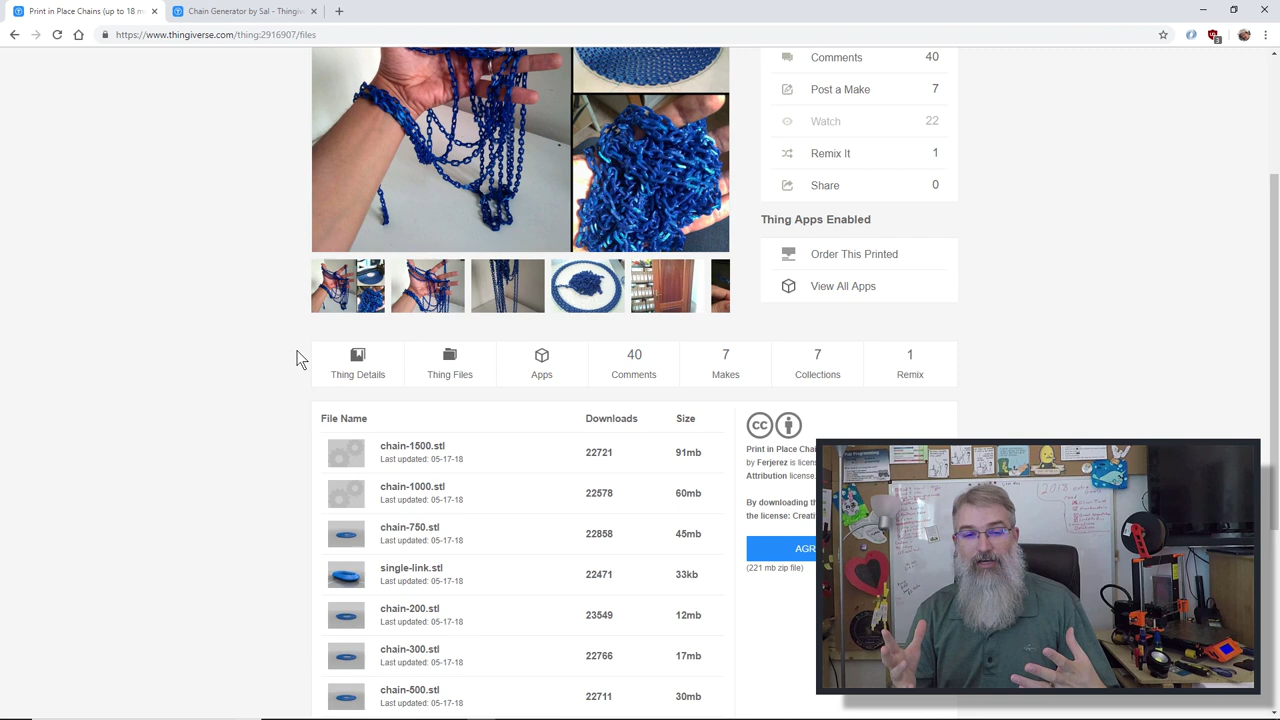 Print in Place Chains (up to 18 m
Chain Generator by Sal - Thingiv
https://www.thingiverse.com/thing:2916907/files
Comments 40
Post a Make 7
Watch 22
Remix It 1
Share 0
Thing Apps Enabled
Order This Printed
View All Apps
40 7 7 1
Thing Details Thing Files Apps Comments Makes Collections Remix
File Name Downloads Size
chain-1500.stl
Last updated: 05-17-18
22721 91mb
chain-1000.stl
Last updated: 05-17-18
22578 60mb
chain-750.stl
Last updated: 05-17-18
22858 45mb
single-link.stl
Last updated: 05-17-18
22471 33kb
chain-200.stl
Last updated: 05-17-18
23549 12mb
chain-300.stl
Last updated: 05-17-18
22766 17mb
chain-500.stl
Last updated: 05-17-18
22711 30mb
cc
Print in Place Chai
by Ferjerez is licen
Attribution license.
By downloading th
the license: Creati
AGR
(221 mb zip file)
2018